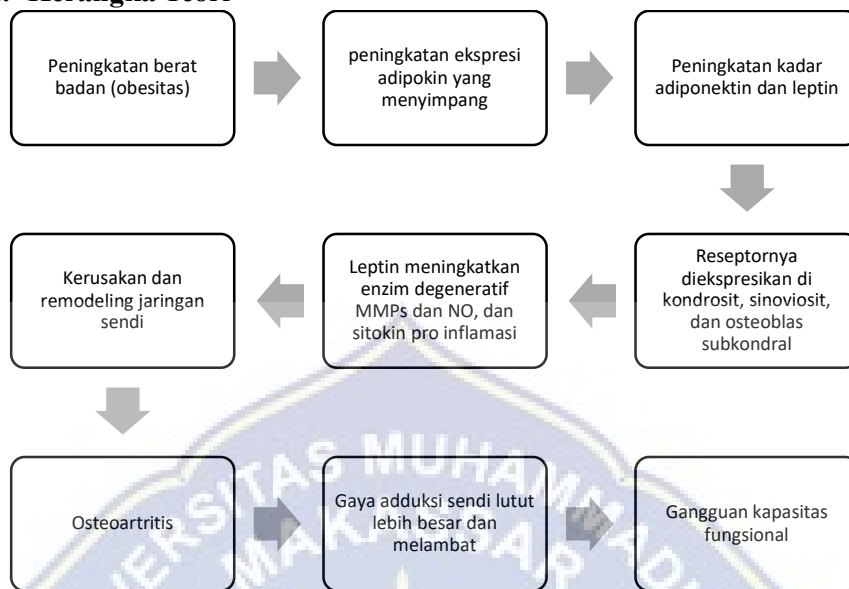 Peningkatan berat
badan (obesitas)
peningkatan ekspresi
adipokin yang
menyimpang
Peningkatan kadar
adiponektin dan leptin
Reseptornya
diekspresikan di
kondrosit, sinoviosit,
dan osteoblas
subkondral
Leptin meningkatkan
enzim degeneratif
MMPs dan NO, dan
sitokin pro inflamasi
Kerusakan dan
remodeling jaringan
sendi
Osteoartritis
Gaya adduksi sendi lutut
lebih besar dan
melambat
Gangguan kapasitas
fungsional